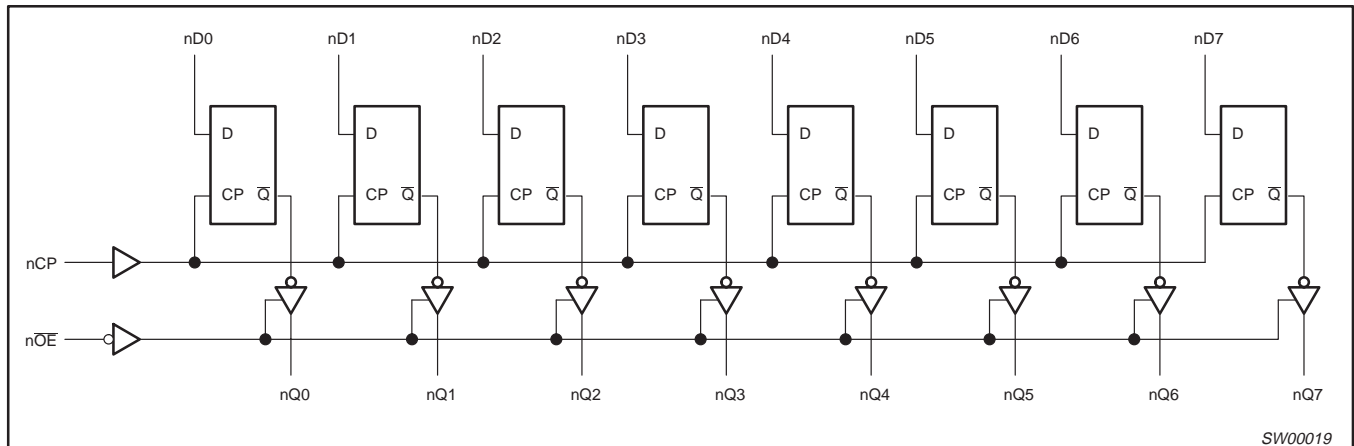 nD0 nD1 nD2 nD3 nD4 nD5 nD6 nD7
D D D D D D D D
CP Q̅ CP Q̅ CP Q̅ CP Q̅ CP Q̅ CP Q̅ CP Q̅ CP Q̅
nCP
nO̅E̅
nQ0 nQ1 nQ2 nQ3 nQ4 nQ5 nQ6 nQ7
SW00019